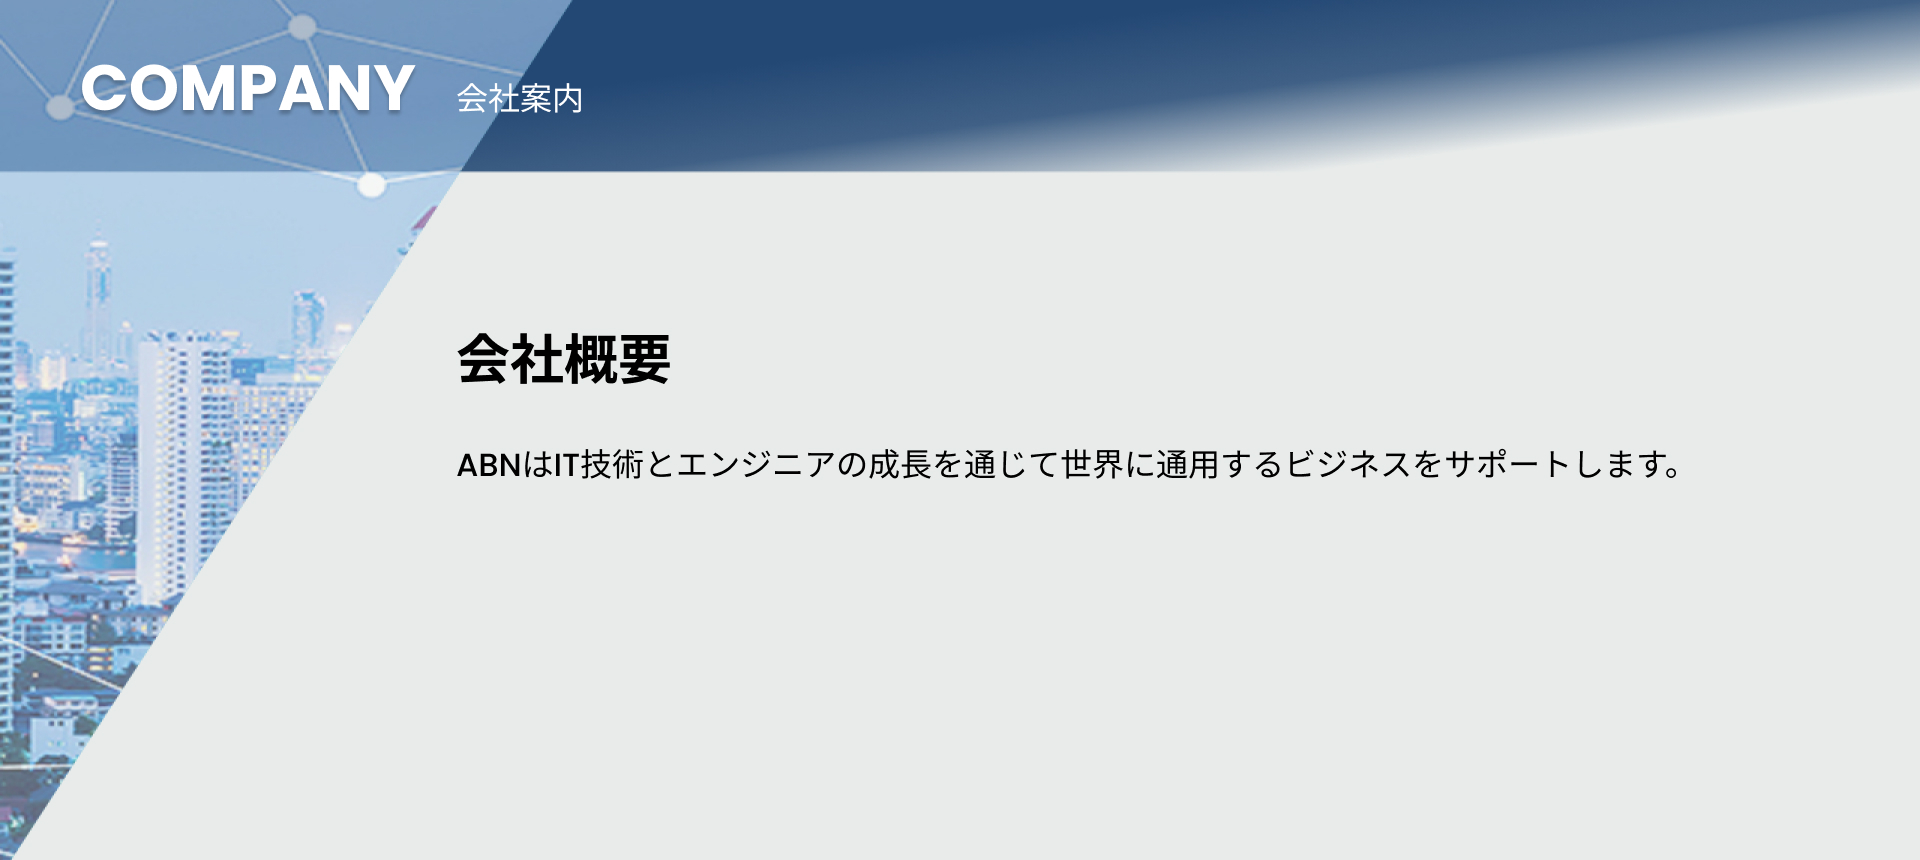 COMPANY 会社案内
会社概要
ABNはIT技術とエンジニアの成長を通じて世界に通用するビジネスをサポートします。